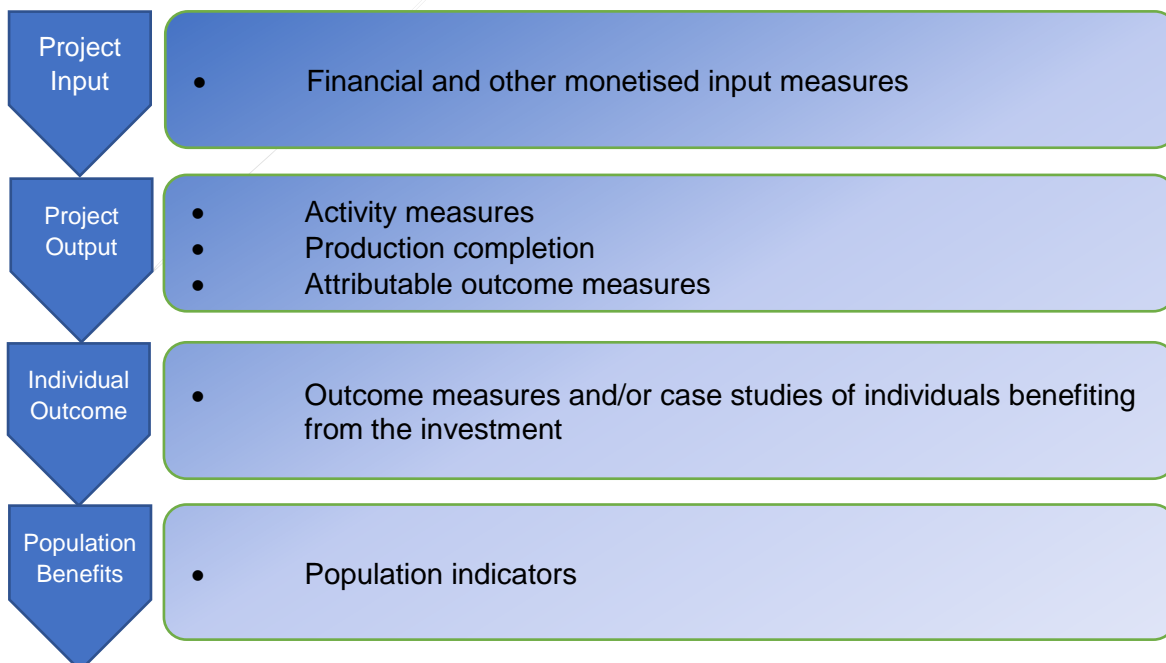 Project
Input
• Financial and other monetised input measures
Project
Output
• Activity measures
• Production completion
• Attributable outcome measures
Individual
Outcome
• Outcome measures and/or case studies of individuals benefiting
from the investment
Population
Benefits
• Population indicators